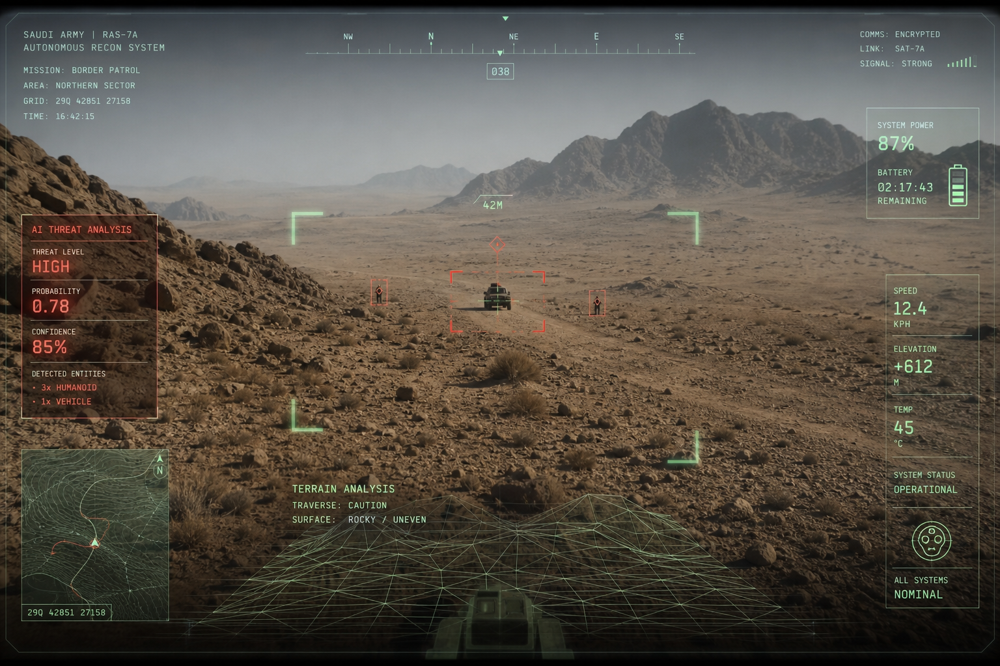 SAUDI ARMY | RAS-7A
AUTONOMOUS RECON SYSTEM
MISSION: BORDER PATROL
AREA: NORTHERN SECTOR
GRID: 29Q 42851 27158
TIME: 16:42:15
NW N NE E SE
038
COMMS: ENCRYPTED
LINK: SAT-7A
SIGNAL: STRONG
SYSTEM POWER
87%
BATTERY
02:17:43
REMAINING
42M
AI THREAT ANALYSIS
THREAT LEVEL
HIGH
PROBABILITY
0.78
CONFIDENCE
85%
DETECTED ENTITIES
• 3x HUMANOID
• 1x VEHICLE
SPEED
12.4
KPH
ELEVATION
+612
M
TEMP
45
°C
SYSTEM STATUS
OPERATIONAL
ALL SYSTEMS
NOMINAL
N
29Q 42851 27158
TERRAIN ANALYSIS
TRAVERSE: CAUTION
SURFACE: ROCKY / UNEVEN